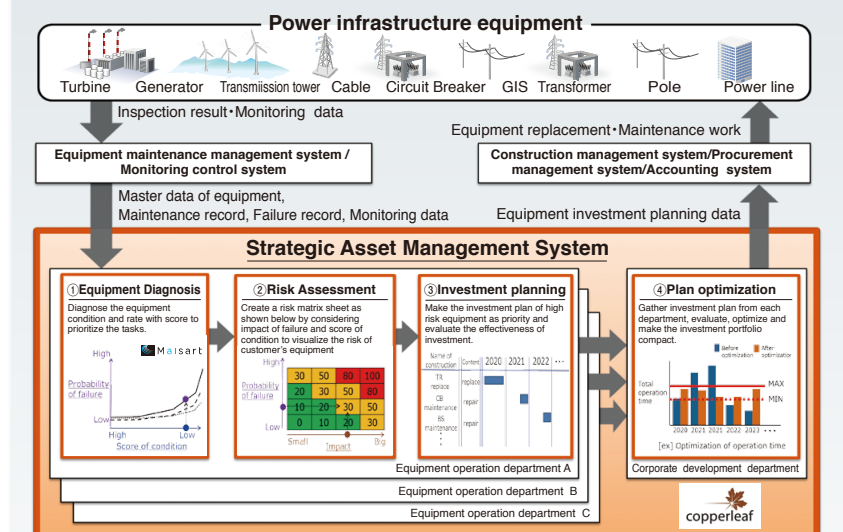 Power infrastructure equipment
Turbine Generator Transmiission tower Cable Circuit Breaker GIS Transformer Pole Power line
Inspection result・Monitoring data
Equipment replacement・Maintenance work
Equipment maintenance management system /
Monitoring control system
Construction management system/Procurement
management system/Accounting system
Master data of equipment,
Maintenance record, Failure record, Monitoring data
Equipment investment planning data
Strategic Asset Management System
①Equipment Diagnosis
Diagnose the equipment
condition and rate with score to
prioritize the tasks.
Maisart
High
Probability
of failure
Low
High Low
Score of condition
②Risk Assessment
Create a risk matrix sheet as
shown below by considering
impact of failure and score of
condition to visualize the risk of
customer's equipment
High
Probability
of failure
Low
30 50 80 100
20 30 50 80
10 20 30 50
0 10 20 30
Small Impact Big
③Investment planning
Make the investment plan of high
risk equipment as priority and
evaluate the effectiveness of
investment.
Name of
construction
Content 2020 2021 2022 ・・・
TR
replace
replace
CB
maintenance
repair
BS
maintenance
repair
④Plan optimization
Gather investment plan from each
department, evaluate, optimize and
make the investment portfolio
compact.
Before
optimization
After
optimization
Total
operation
time
MAX
MIN
2020 2021 2021 2022 2023 ・・・
[ex] Optimization of operation time
Equipment operation department A
Corporate development department
Equipment operation department B
Equipment operation department C
copperleaf